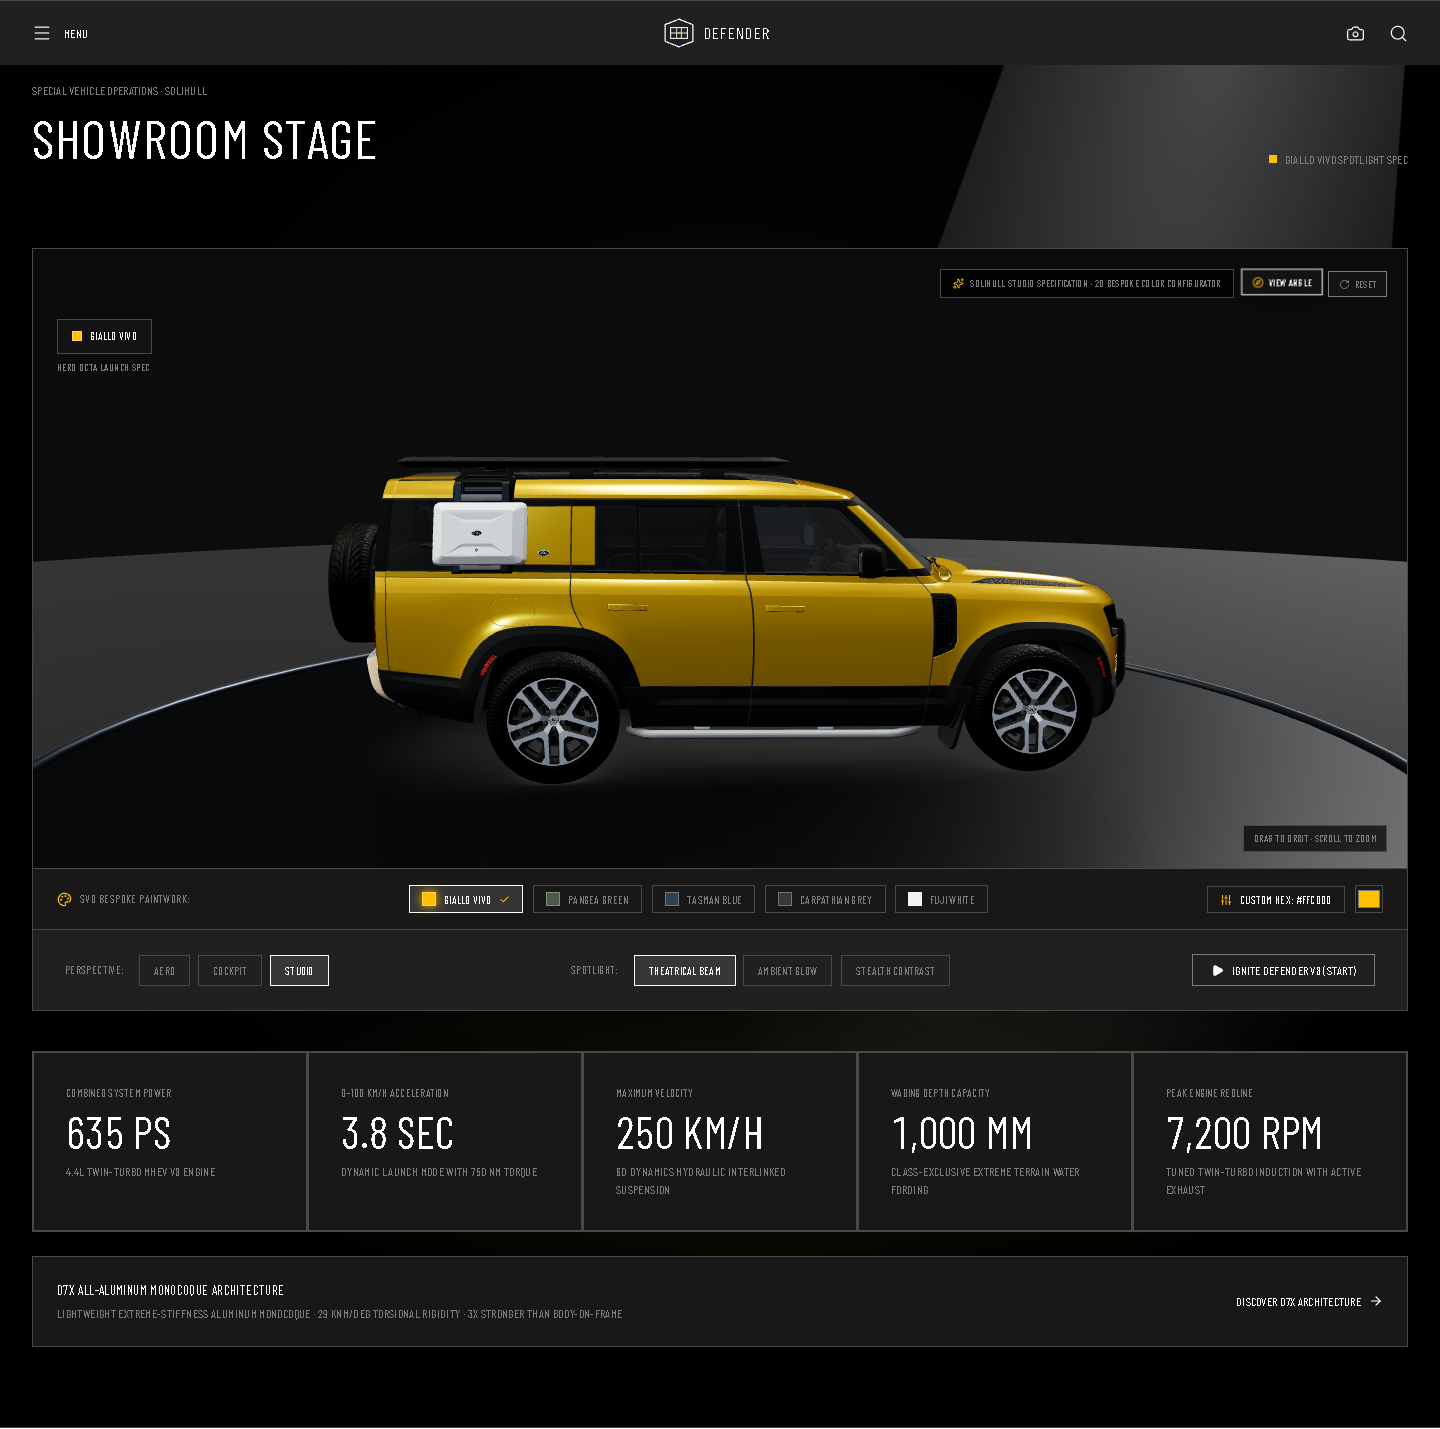 MENU
DEFENDER
SPECIAL VEHICLE OPERATIONS · SOLIHULL
SHOWROOM STAGE
GIALLO VIVO SPOTLIGHT SPEC
SOLIHULL STUDIO SPECIFICATION · 20 BESPOKE COLOR CONFIGURATOR
VIEW ANGLE
RESET
GIALLO VIVO
HERO OCTA LAUNCH SPEC
DRAG TO ORBIT · SCROLL TO ZOOM
SVO BESPOKE PAINTWORK:
GIALLO VIVO
PANGEA GREEN
TASMAN BLUE
CARPATHIAN GREY
FUJI WHITE
CUSTOM HEX: #FFC000
PERSPECTIVE:
AERO
COCKPIT
STUDIO
SPOTLIGHT:
THEATRICAL BEAM
AMBIENT GLOW
STEALTH CONTRAST
IGNITE DEFENDER V8 (START)
COMBINED SYSTEM POWER
635 PS
4.4L TWIN-TURBO MHEV V8 ENGINE
0-100 KM/H ACCELERATION
3.8 SEC
DYNAMIC LAUNCH MODE WITH 750 NM TORQUE
MAXIMUM VELOCITY
250 KM/H
6D DYNAMICS HYDRAULIC INTERLINKED
SUSPENSION
WADING DEPTH CAPACITY
1,000 MM
CLASS-EXCLUSIVE EXTREME TERRAIN WATER
FORDING
PEAK ENGINE REDLINE
7,200 RPM
TUNED TWIN-TURBO INDUCTION WITH ACTIVE
EXHAUST
D7X ALL-ALUMINUM MONOCOQUE ARCHITECTURE
LIGHTWEIGHT EXTREME-STIFFNESS ALUMINUM MONOCOQUE · 29 KNM/DEG TORSIONAL RIGIDITY · 3X STRONGER THAN BODY-ON-FRAME
DISCOVER D7X ARCHITECTURE